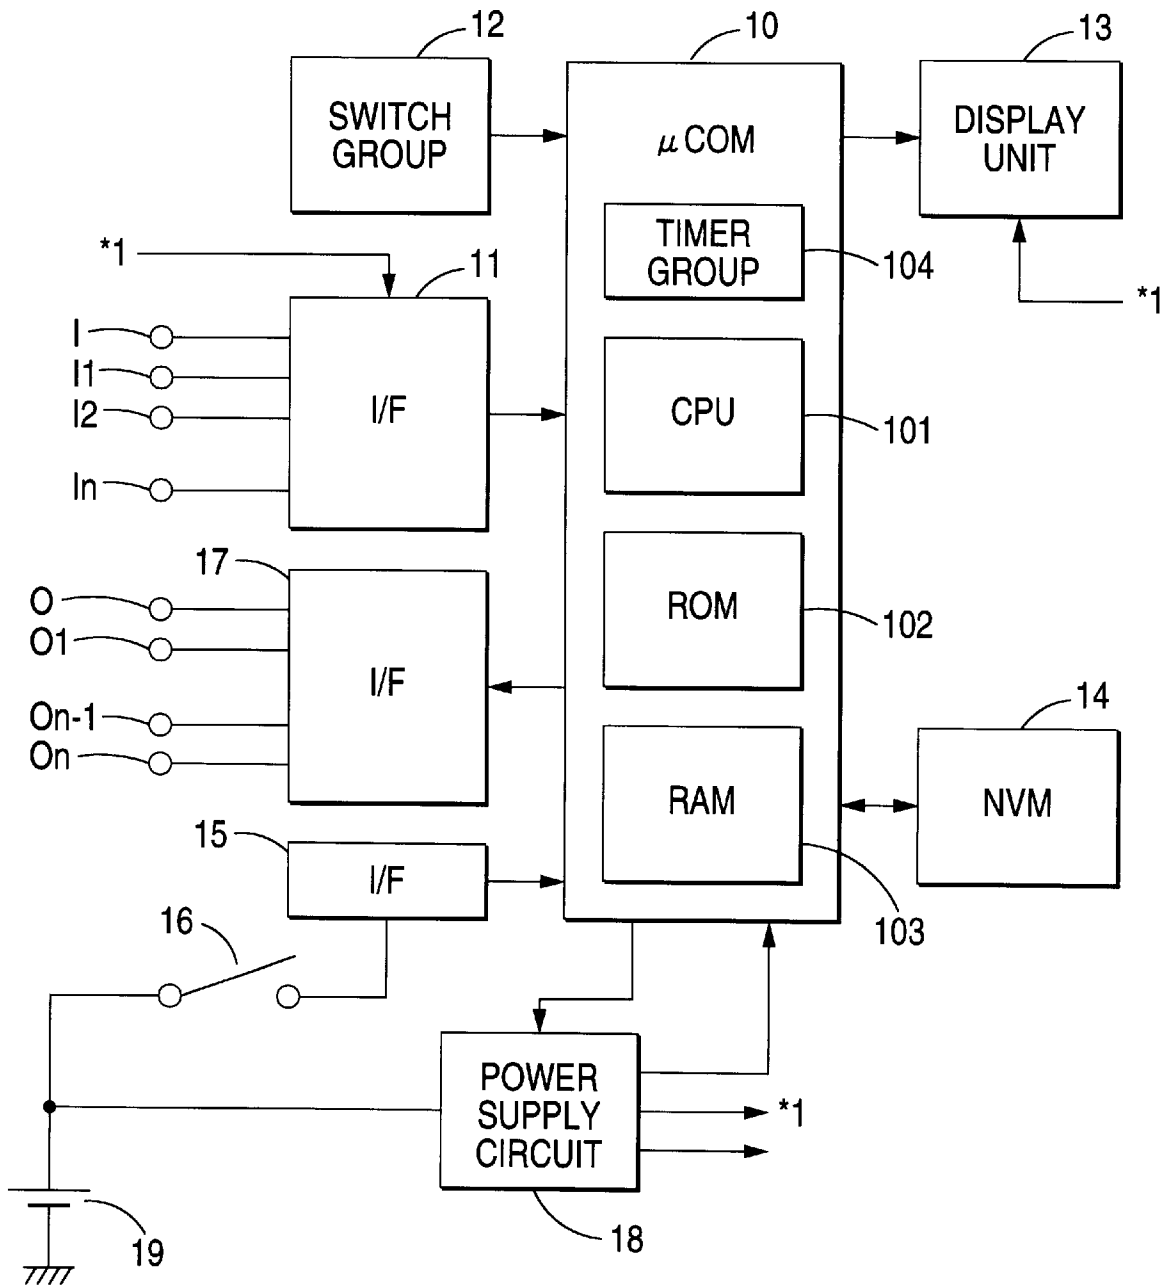 12
10
13
SWITCH
GROUP
μCOM
DISPLAY
UNIT
TIMER
GROUP
104
*1
11
*1
I
I1
I2
In
I/F
CPU
101
17
O
O1
On-1
On
I/F
ROM
102
14
RAM
NVM
15
I/F
103
16
POWER
SUPPLY
CIRCUIT
*1
19
18